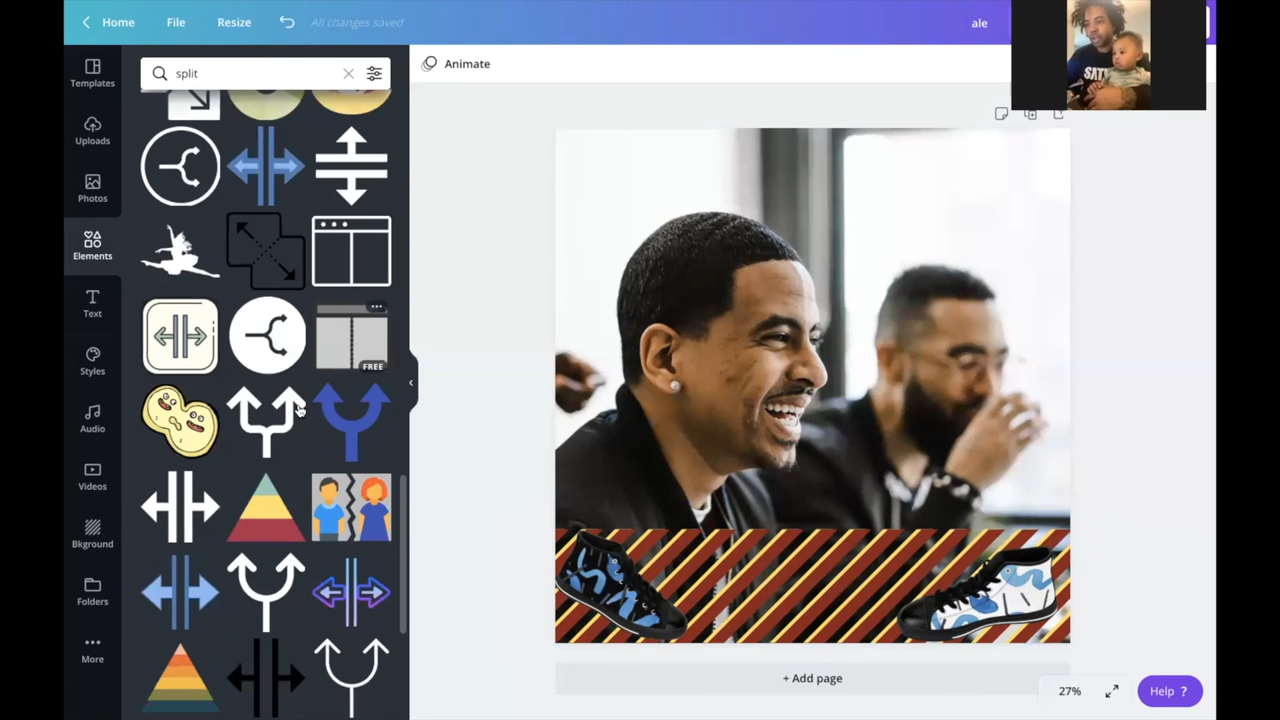 Home File Resize All changes saved ale
Templates
split
Animate
Uploads
Photos
Elements
FREE
Text
Styles
Audio
Videos
Bkground
Folders
More
+ Add page
27%
Help ?